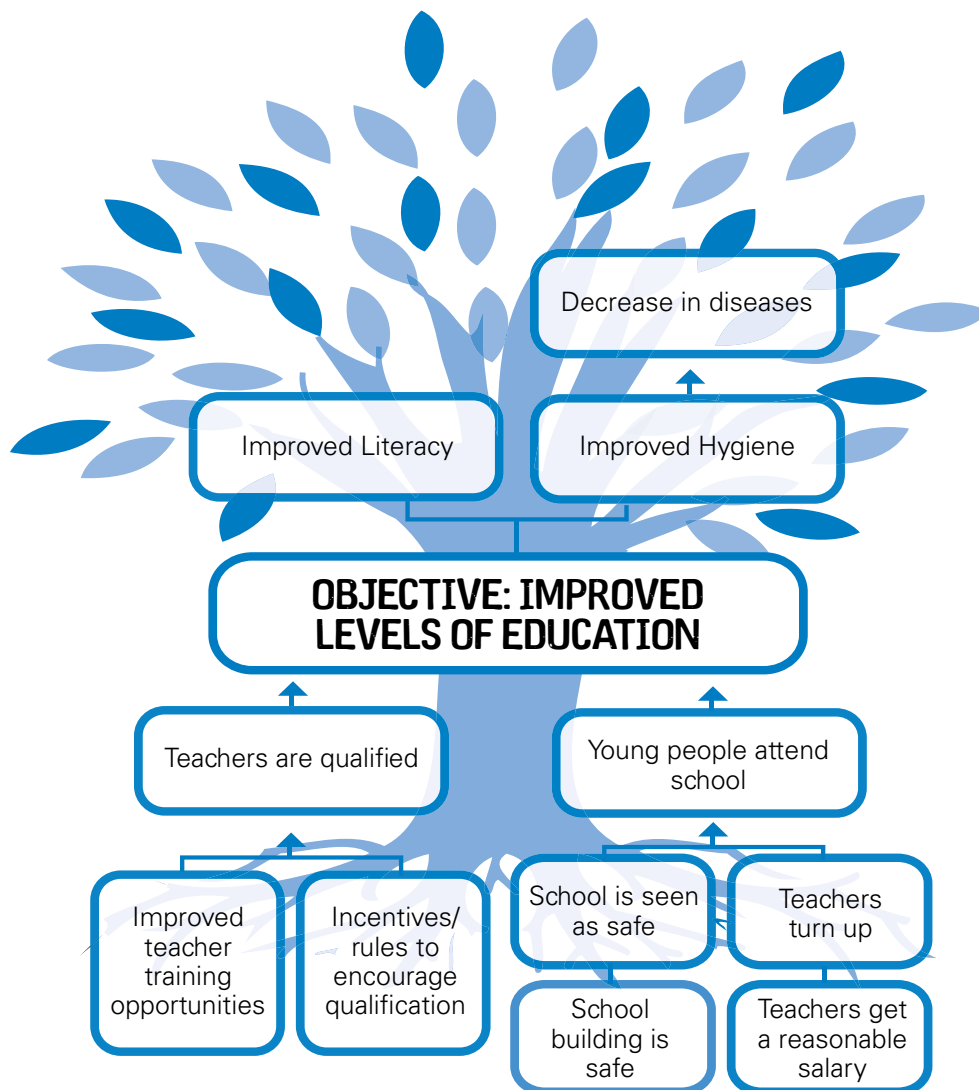 Decrease in diseases
Improved Literacy
Improved Hygiene
OBJECTIVE: IMPROVED
LEVELS OF EDUCATION
Teachers are qualified
Young people attend
school
Improved
teacher
training
opportunities
Incentives/
rules to
encourage
qualification
School is seen
as safe
Teachers
turn up
School
building is
safe
Teachers get
a reasonable
salary